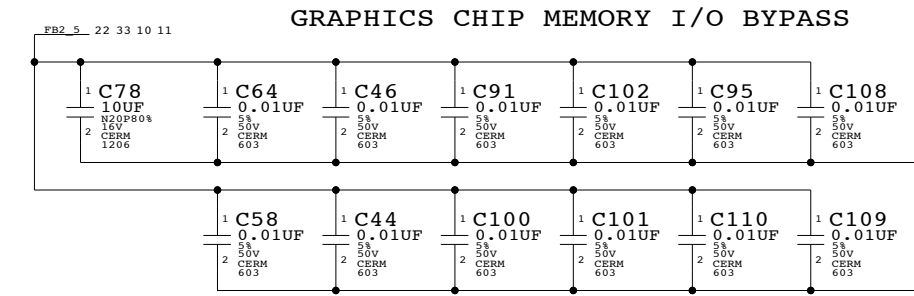 GRAPHICS CHIP MEMORY I/O BYPASS
FB2_5 22 33 10 11
1 C78
10UF
N20P80%
16V
2 CERM
1206
1 C64
0.01UF
5%
50V
2 CERM
603
1 C46
0.01UF
5%
50V
2 CERM
603
1 C91
0.01UF
5%
50V
2 CERM
603
1 C102
0.01UF
5%
50V
2 CERM
603
1 C95
0.01UF
5%
50V
2 CERM
603
1 C108
0.01UF
5%
50V
2 CERM
603
1 C58
0.01UF
5%
50V
2 CERM
603
1 C44
0.01UF
5%
50V
2 CERM
603
1 C100
0.01UF
5%
50V
2 CERM
603
1 C101
0.01UF
5%
50V
2 CERM
603
1 C110
0.01UF
5%
50V
2 CERM
603
1 C109
0.01UF
5%
50V
2 CERM
603